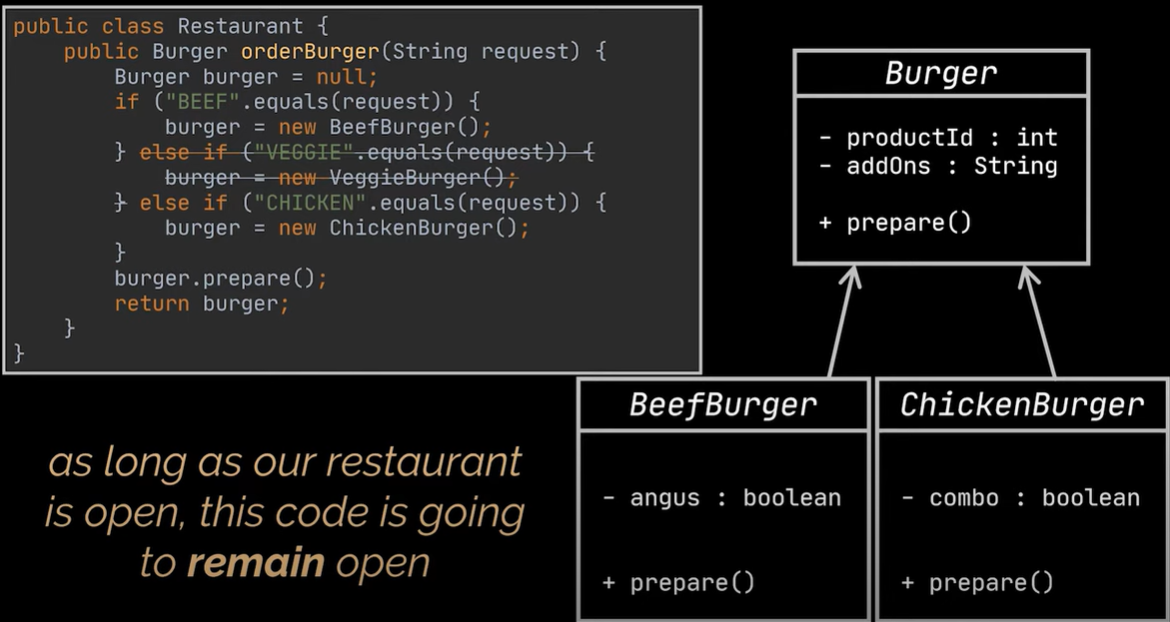 public class Restaurant {
    public Burger orderBurger(String request) {
        Burger burger = null;
        if ("BEEF".equals(request)) {
            burger = new BeefBurger();
        } else if ("VEGGIE".equals(request)) {
            burger = new VeggieBurger();
        } else if ("CHICKEN".equals(request)) {
            burger = new ChickenBurger();
        }
        burger.prepare();
        return burger;
    }
}
Burger
- productId : int
- addOns : String
+ prepare()
BeefBurger
- angus : boolean
+ prepare()
ChickenBurger
- combo : boolean
+ prepare()
as long as our restaurant
is open, this code is going
to remain open